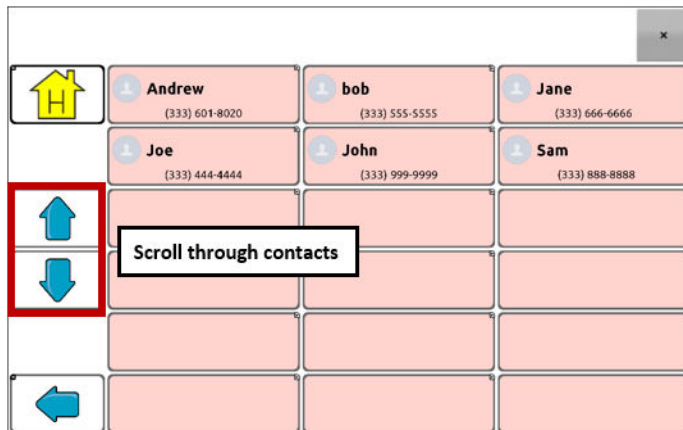 ×
H
Andrew
(333) 601-8020
bob
(333) 555-5555
Jane
(333) 666-6666
Joe
(333) 444-4444
John
(333) 999-9999
Sam
(333) 888-8888
Scroll through contacts